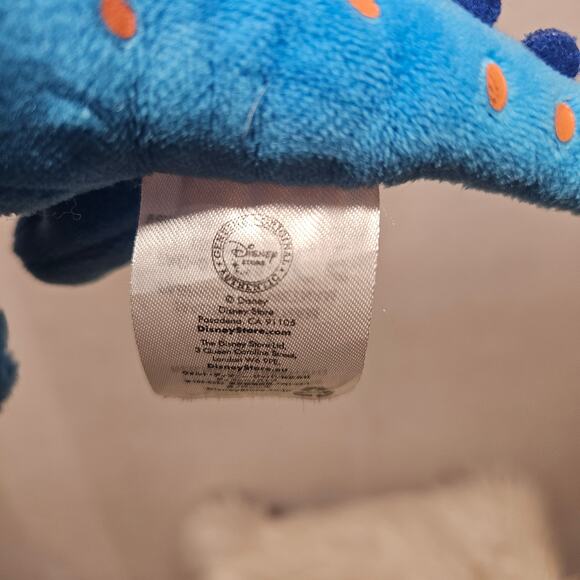 GENUINE ORIGINAL
Disney
STORE
AUTHENTIC
© Disney
Disney Store
Pasadena, CA 91105
DisneyStore.com
The Disney Store Ltd,
3 Queen Caroline Street,
London W6 9PE.
DisneyStore.eu